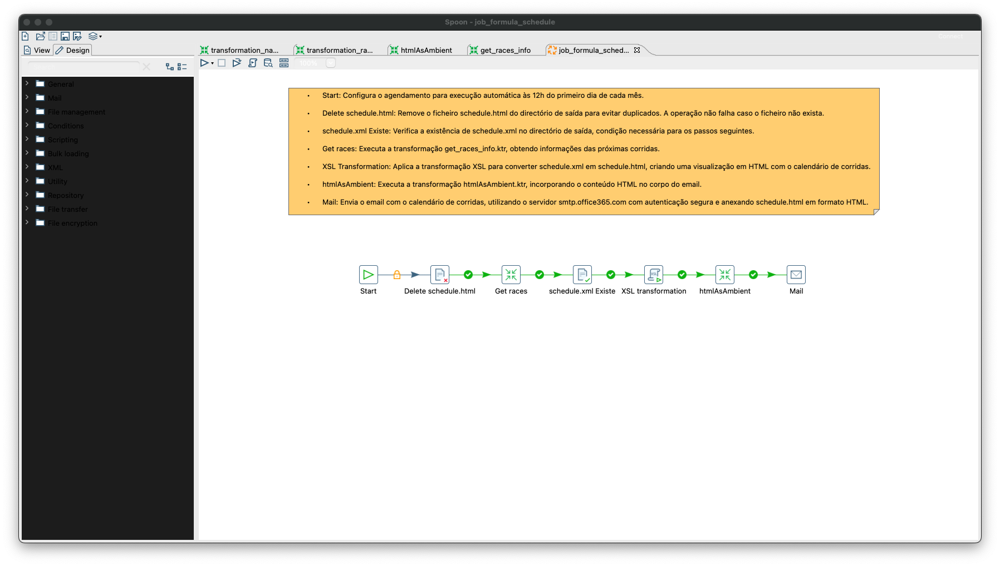 Spoon - job_formula_schedule
Connect
View
Design
transformation_na...
transformation_ra...
htmlAsAmbient
get_races_info
job_formula_sched...
100%
General
Mail
File management
Conditions
Scripting
Bulk loading
XML
Utility
Repository
File transfer
File encryption
• Start: Configura o agendamento para execução automática às 12h do primeiro dia de cada mês.
• Delete schedule.html: Remove o ficheiro schedule.html do directório de saída para evitar duplicados. A operação não falha caso o ficheiro não exista.
• schedule.xml Existe: Verifica a existência de schedule.xml no directório de saída, condição necessária para os passos seguintes.
• Get races: Executa a transformação get_races_info.ktr, obtendo informações das próximas corridas.
• XSL Transformation: Aplica a transformação XSL para converter schedule.xml em schedule.html, criando uma visualização em HTML com o calendário de corridas.
• htmlAsAmbient: Executa a transformação htmlAsAmbient.ktr, incorporando o conteúdo HTML no corpo do email.
• Mail: Envia o email com o calendário de corridas, utilizando o servidor smtp.office365.com com autenticação segura e anexando schedule.html em formato HTML.
XSL
Start
Delete schedule.html
Get races
schedule.xml Existe
XSL transformation
htmlAsAmbient
Mail